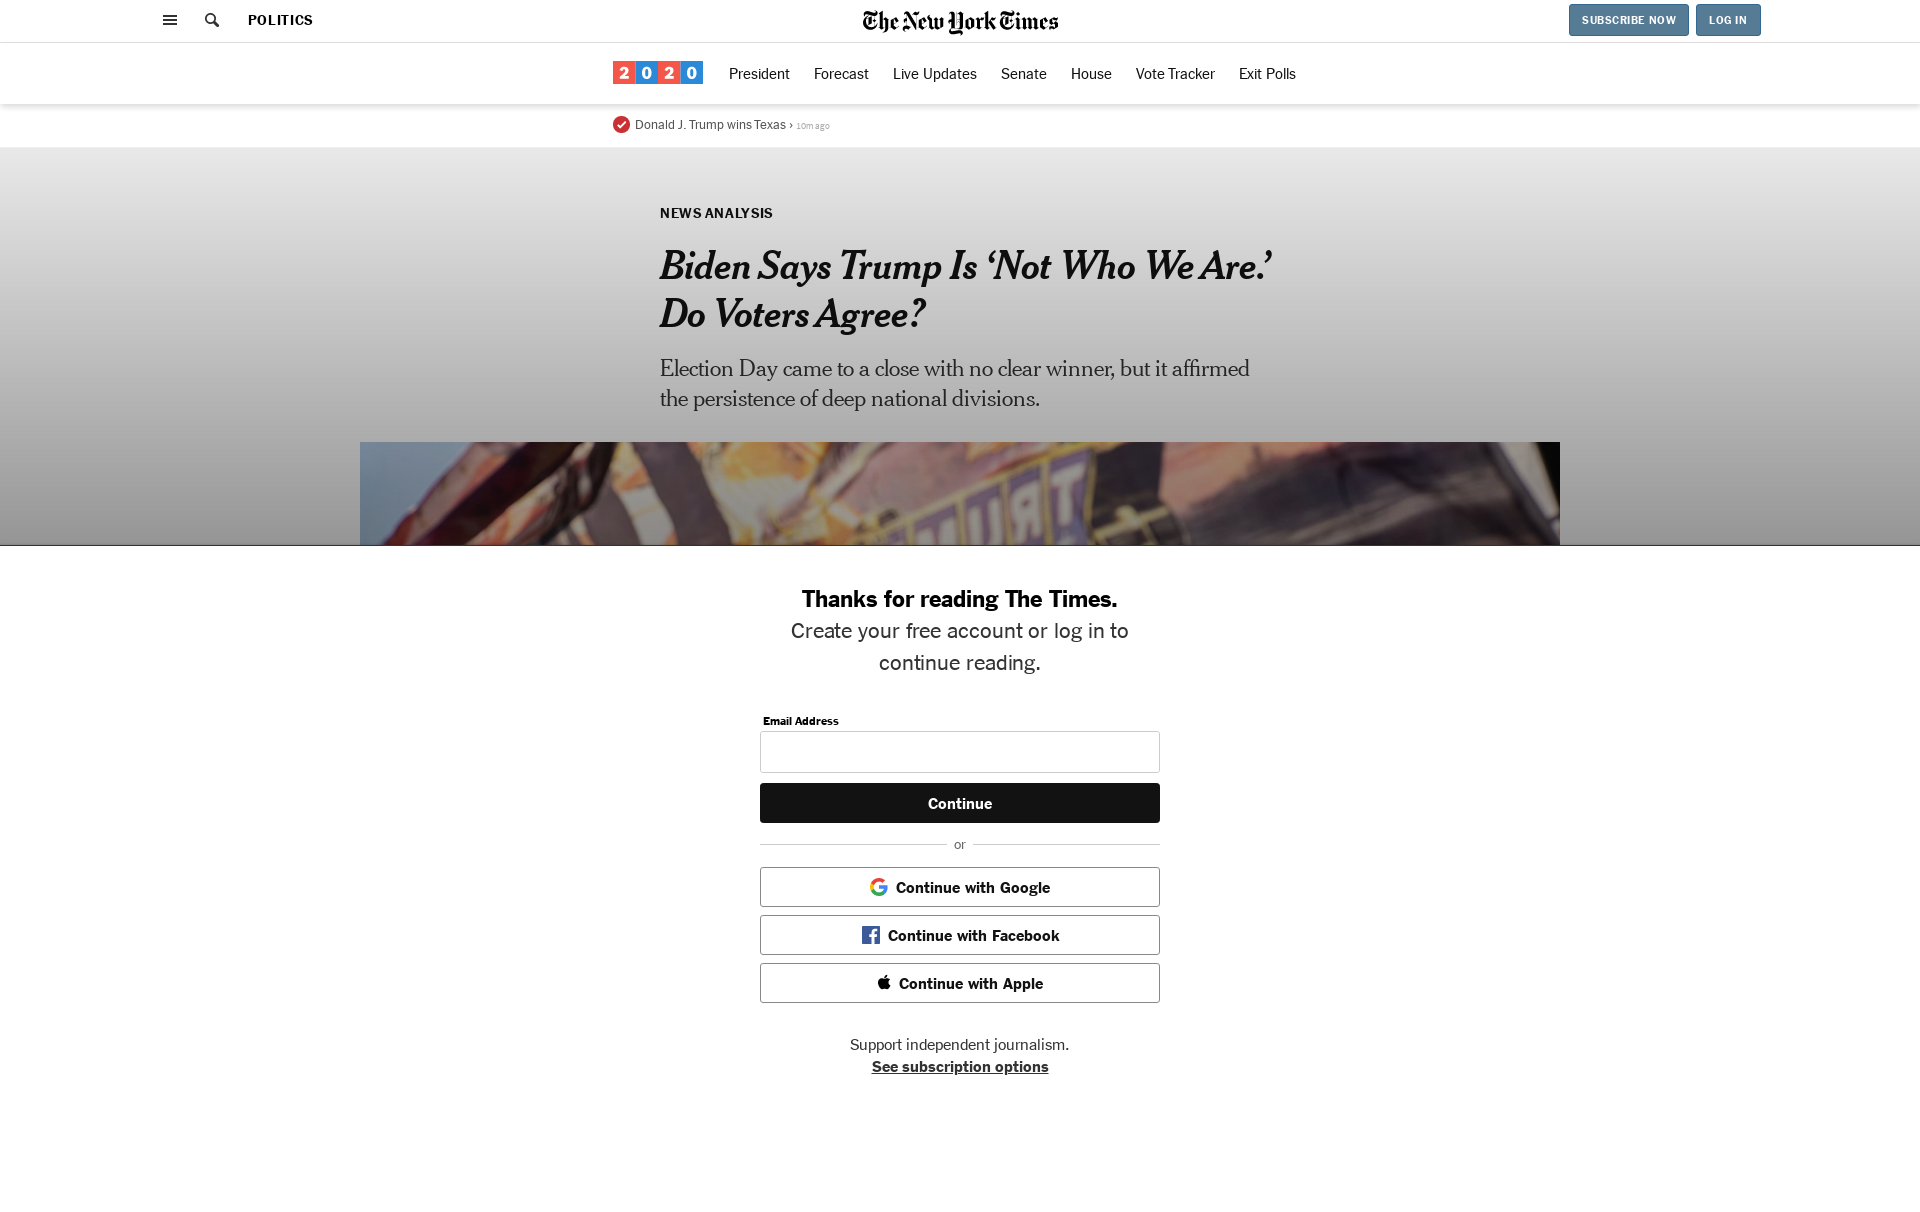 POLITICS
The New York Times
SUBSCRIBE NOW
LOG IN
2020
President
Forecast
Live Updates
Senate
House
Vote Tracker
Exit Polls
Donald J. Trump wins Texas › 10m ago
NEWS ANALYSIS
Biden Says Trump Is ‘Not Who We Are.’
Do Voters Agree?
Election Day came to a close with no clear winner, but it affirmed
the persistence of deep national divisions.
TRUMP
Thanks for reading The Times.
Create your free account or log in to
continue reading.
Email Address
Continue
or
Continue with Google
Continue with Facebook
Continue with Apple
Support independent journalism.
See subscription options